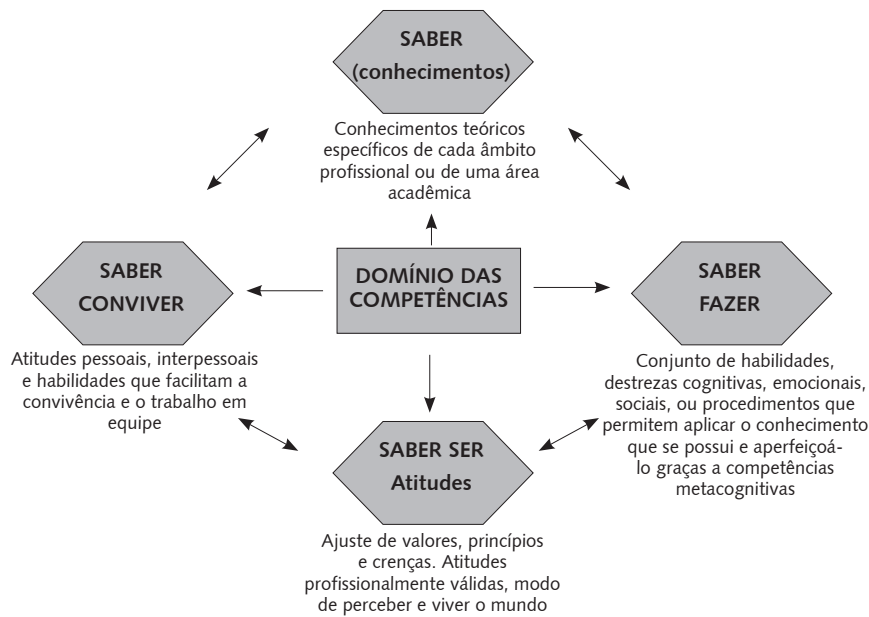 SABER
(conhecimentos)
Conhecimentos teóricos
específicos de cada âmbito
profissional ou de uma área
acadêmica
SABER
CONVIVER
Atitudes pessoais, interpessoais
e habilidades que facilitam a
convivência e o trabalho em
equipe
DOMÍNIO DAS
COMPETÊNCIAS
SABER
FAZER
Conjunto de habilidades,
destrezas cognitivas, emocionais,
sociais, ou procedimentos que
permitem aplicar o conhecimento
que se possui e aperfeiçoá-
lo graças a competências
metacognitivas
SABER SER
Atitudes
Ajuste de valores, princípios
e crenças. Atitudes
profissionalmente válidas, modo
de perceber e viver o mundo